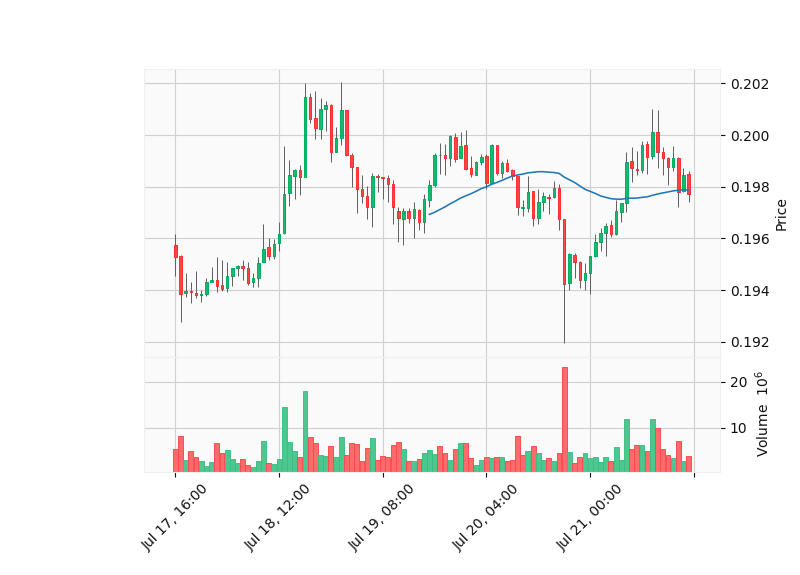 0.202
0.200
0.198
0.196
0.194
0.192
Price
20
10
Volume 10^6
Jul 17, 16:00
Jul 18, 12:00
Jul 19, 08:00
Jul 20, 04:00
Jul 21, 00:00